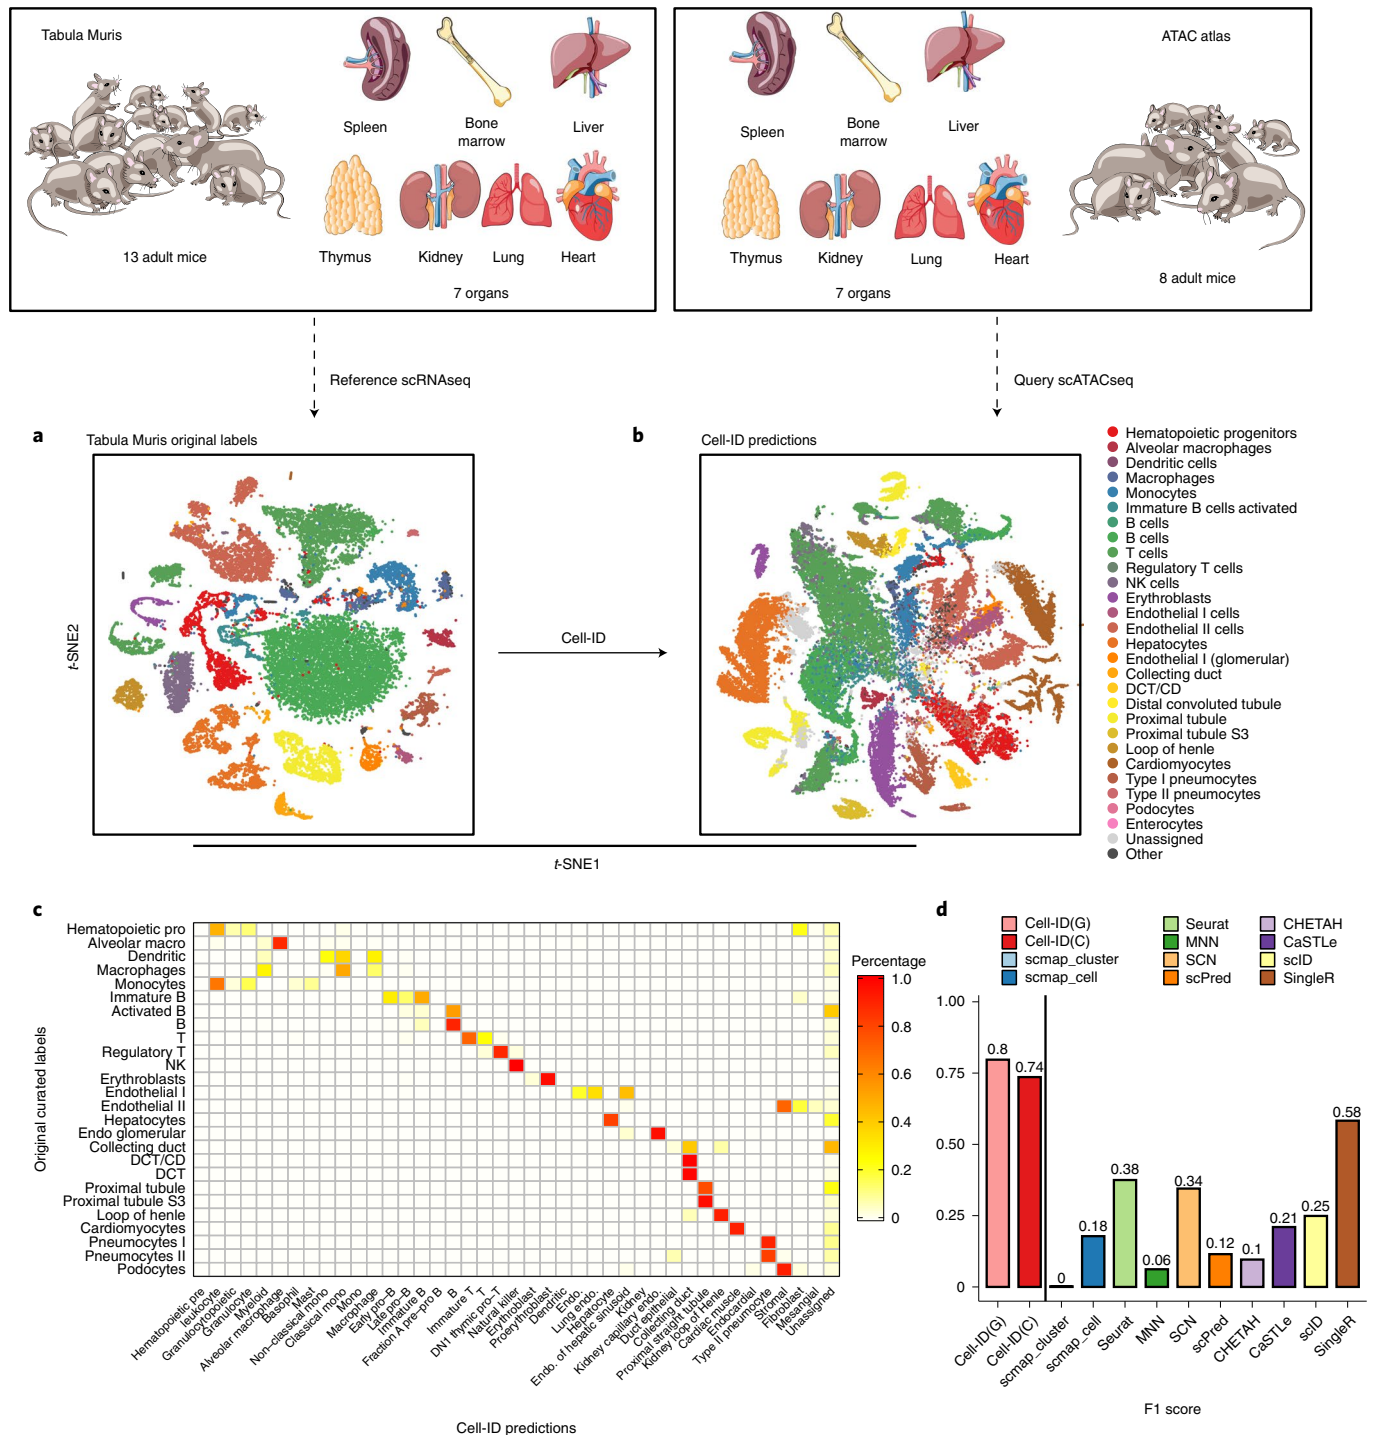 Tabula Muris
Spleen
Bone
marrow
Liver
Thymus
Kidney
Lung
Heart
13 adult mice
7 organs
ATAC atlas
Spleen
Bone
marrow
Liver
Thymus
Kidney
Lung
Heart
8 adult mice
7 organs
Reference scRNAseq
Query scATACseq
a
Tabula Muris original labels
t-SNE2
Cell-ID
b
Cell-ID predictions
t-SNE1
Hematopoietic progenitors
Alveolar macrophages
Dendritic cells
Macrophages
Monocytes
Immature B cells activated
B cells
B cells
T cells
Regulatory T cells
NK cells
Erythroblasts
Endothelial I cells
Endothelial II cells
Hepatocytes
Endothelial I (glomerular)
Collecting duct
DCT/CD
Distal convoluted tubule
Proximal tubule
Proximal tubule S3
Loop of henle
Cardiomyocytes
Type I pneumocytes
Type II pneumocytes
Podocytes
Enterocytes
Unassigned
Other
c
Original curated labels
Hematopoietic pro
Alveolar macro
Dendritic
Macrophages
Monocytes
Immature B
Activated B
B
T
Regulatory T
NK
Erythroblasts
Endothelial I
Endothelial II
Hepatocytes
Endo glomerular
Collecting duct
DCT/CD
DCT
Proximal tubule
Proximal tubule S3
Loop of henle
Cardiomyocytes
Pneumocytes I
Pneumocytes II
Podocytes
Hematopoietic pre
leukocyte
Granulocytopoietic
Granulocyte
Myeloid
Alveolar macrophage
Basophil
Mast
Non-classical mono
Classical mono
Mono
Macrophage
Early pro-B
Late pro-B
Immature B
Fraction A pre-pro B
B
Immature T
T
DN1 thymic pro-T
Natural killer
Erythroblast
Proerythroblast
Dendritic
Endo.
Lung endo.
Hepatocyte
Endo. of hepatic sinusoid
Kidney
Kidney capillary endo.
Duct epithelial
Collecting duct
Proximal straight tubule
Kidney loop of Henle
Cardiac muscle
Endocardial
Type II pneumocyte
Stromal
Fibroblast
Mesangial
Unassigned
Cell-ID predictions
Percentage
1.0
0.8
0.6
0.4
0.2
0
d
Cell-ID(G)
Cell-ID(C)
scmap_cluster
scmap_cell
Seurat
MNN
SCN
scPred
CHETAH
CaSTLe
scID
SingleR
1.00
0.75
0.50
0.25
0
0.8
0.74
0
0.18
0.38
0.06
0.34
0.12
0.1
0.21
0.25
0.58
Cell-ID(G)
Cell-ID(C)
scmap_cluster
scmap_cell
Seurat
MNN
SCN
scPred
CHETAH
CaSTLe
scID
SingleR
F1 score